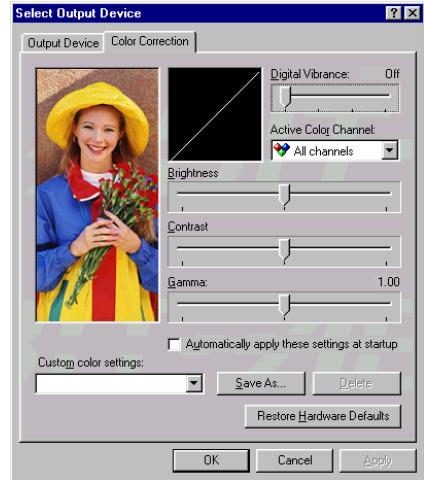 Select Output Device
Output Device Color Correction
Digital Vibrance: Off
Active Color Channel:
All channels
Brightness
Contrast
Gamma: 1.00
Automatically apply these settings at startup
Custom color settings:
Save As... Delete
Restore Hardware Defaults
OK Cancel Apply